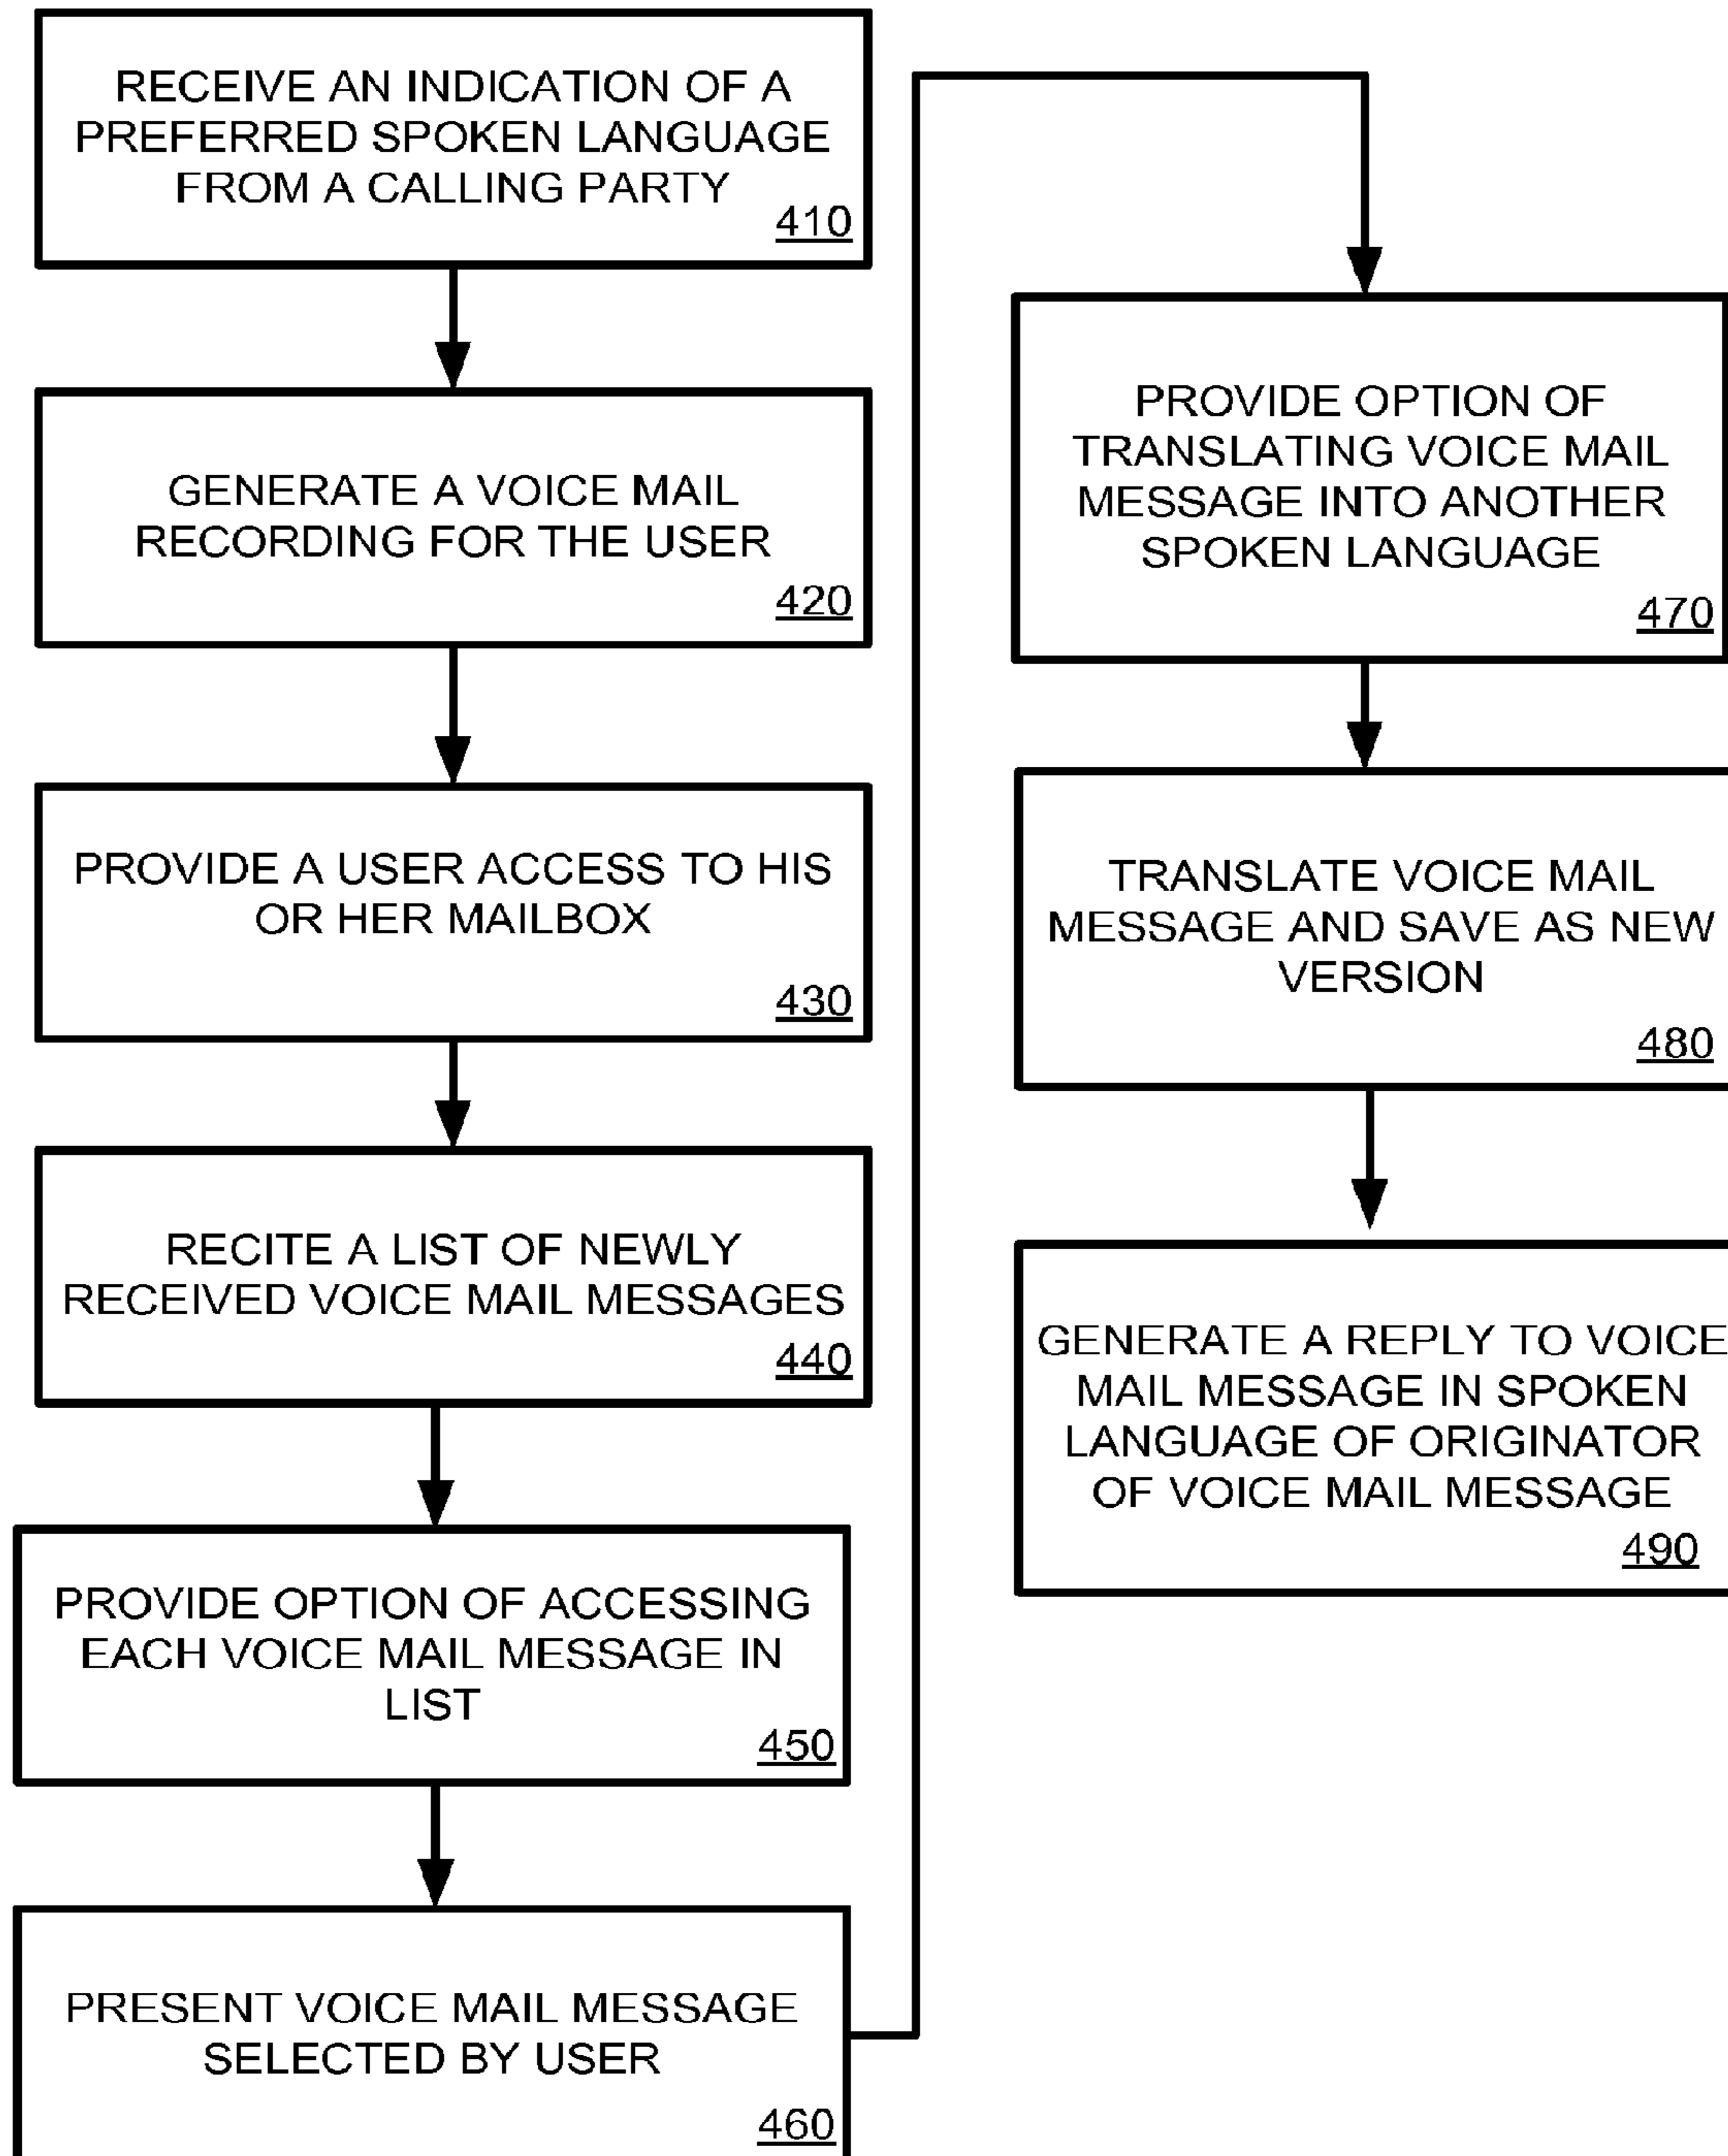 RECEIVE AN INDICATION OF A
PREFERRED SPOKEN LANGUAGE
FROM A CALLING PARTY
410
GENERATE A VOICE MAIL
RECORDING FOR THE USER
420
PROVIDE A USER ACCESS TO HIS
OR HER MAILBOX
430
RECITE A LIST OF NEWLY
RECEIVED VOICE MAIL MESSAGES
440
PROVIDE OPTION OF ACCESSING
EACH VOICE MAIL MESSAGE IN
LIST
450
PRESENT VOICE MAIL MESSAGE
SELECTED BY USER
460
PROVIDE OPTION OF
TRANSLATING VOICE MAIL
MESSAGE INTO ANOTHER
SPOKEN LANGUAGE
470
TRANSLATE VOICE MAIL
MESSAGE AND SAVE AS NEW
VERSION
480
GENERATE A REPLY TO VOICE
MAIL MESSAGE IN SPOKEN
LANGUAGE OF ORIGINATOR
OF VOICE MAIL MESSAGE
490